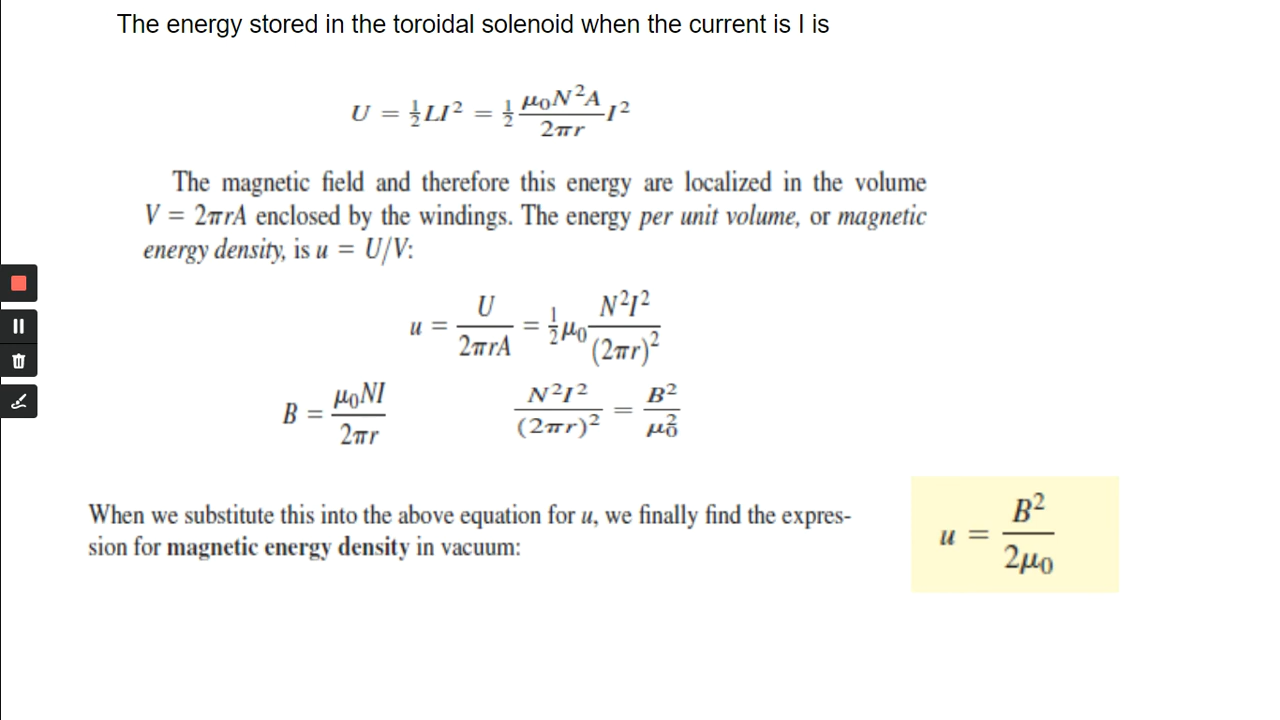 The energy stored in the toroidal solenoid when the current is I is
U = ½LI² = ½ μ₀N²A/2πr I²
The magnetic field and therefore this energy are localized in the volume
V = 2πrA enclosed by the windings. The energy per unit volume, or magnetic
energy density, is u = U/V:
u = U/2πrA = ½μ₀ N²I²/(2πr)²
B = μ₀NI/2πr    N²I²/(2πr)² = B²/μ₀²
When we substitute this into the above equation for u, we finally find the expres-
sion for magnetic energy density in vacuum:
u = B²/2μ₀